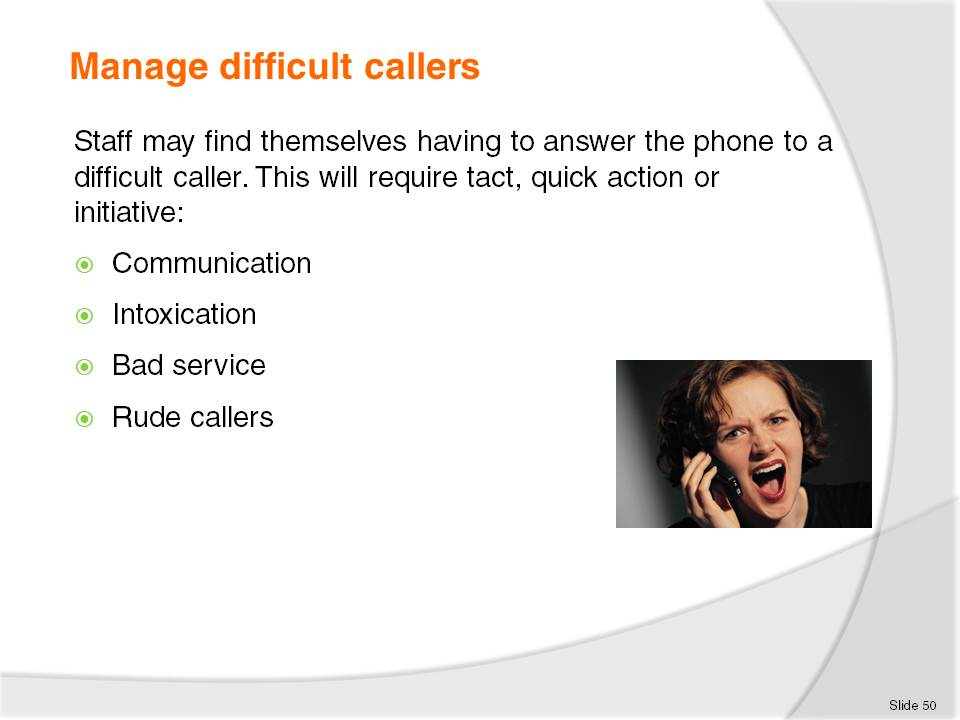 Manage difficult callers
Staff may find themselves having to answer the phone to a
difficult caller. This will require tact, quick action or
initiative:
Communication
Intoxication
Bad service
Rude callers
Slide 50